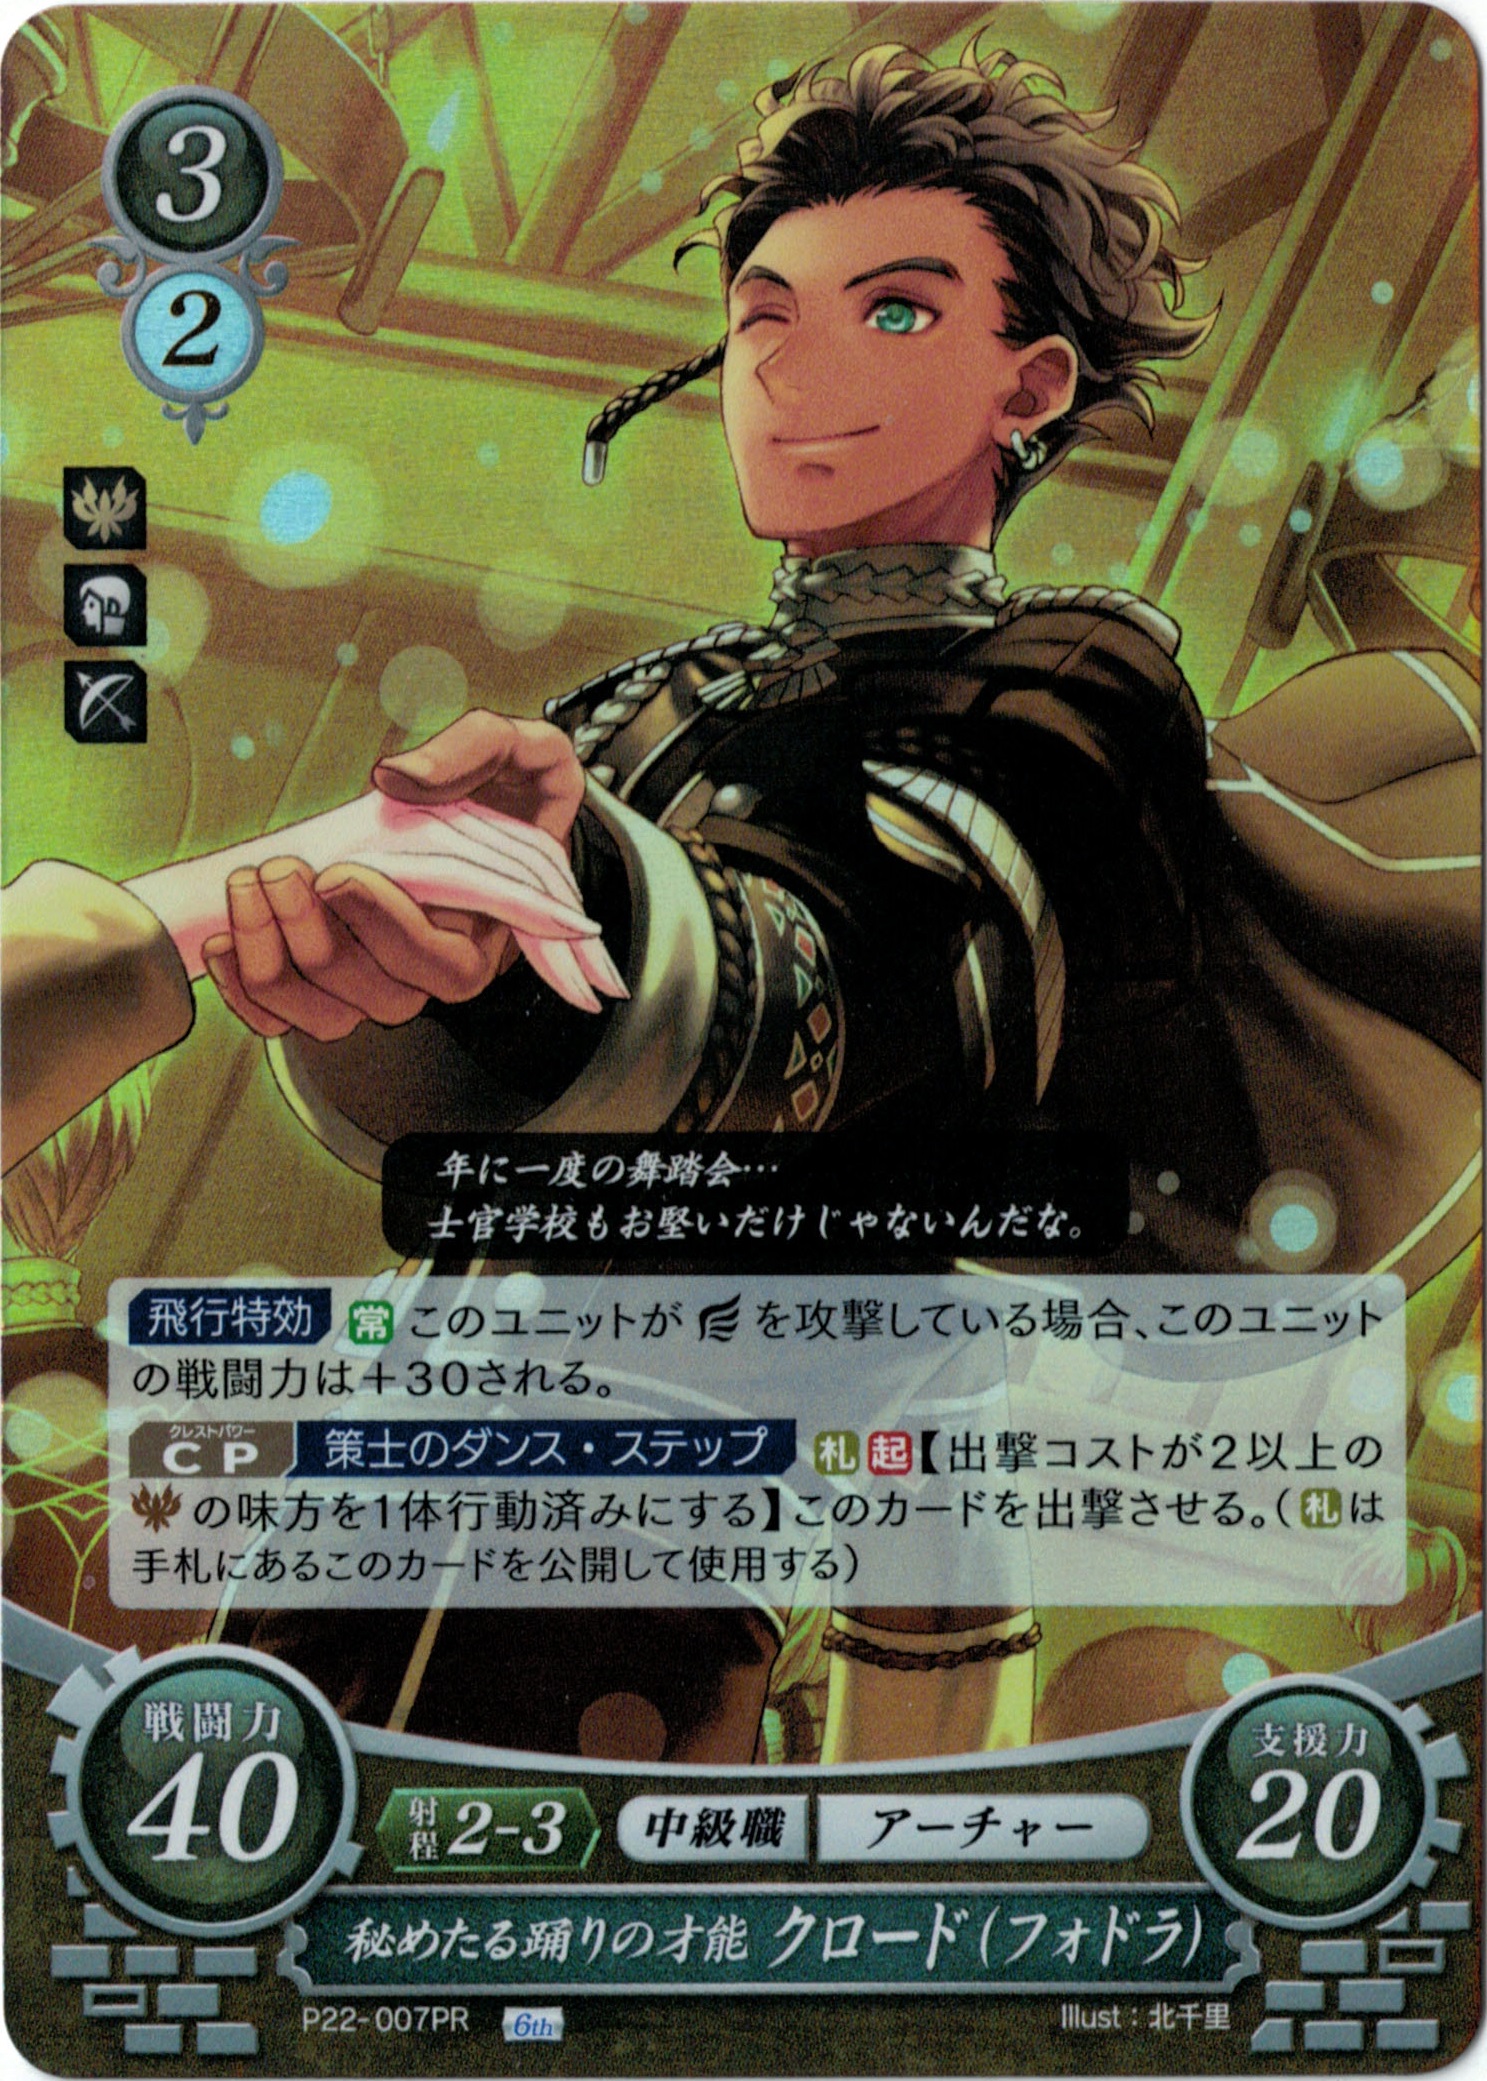 3
2
年に一度の舞踏会…
士官学校もお堅いだけじゃないんだな。
飛行特効 常 このユニットが を攻撃している場合、このユニット
の戦闘力は＋30される。
クレストパワー
CP 策士のダンス・ステップ 札 起【出撃コストが2以上の
の味方を1体行動済みにする】このカードを出撃させる。（札は
手札にあるこのカードを公開して使用する）
戦闘力
40
射程 2-3
中級職 アーチャー
支援力
20
秘めたる踊りの才能 クロード（フォドラ）
P22-007PR 6th
Illust：北千里